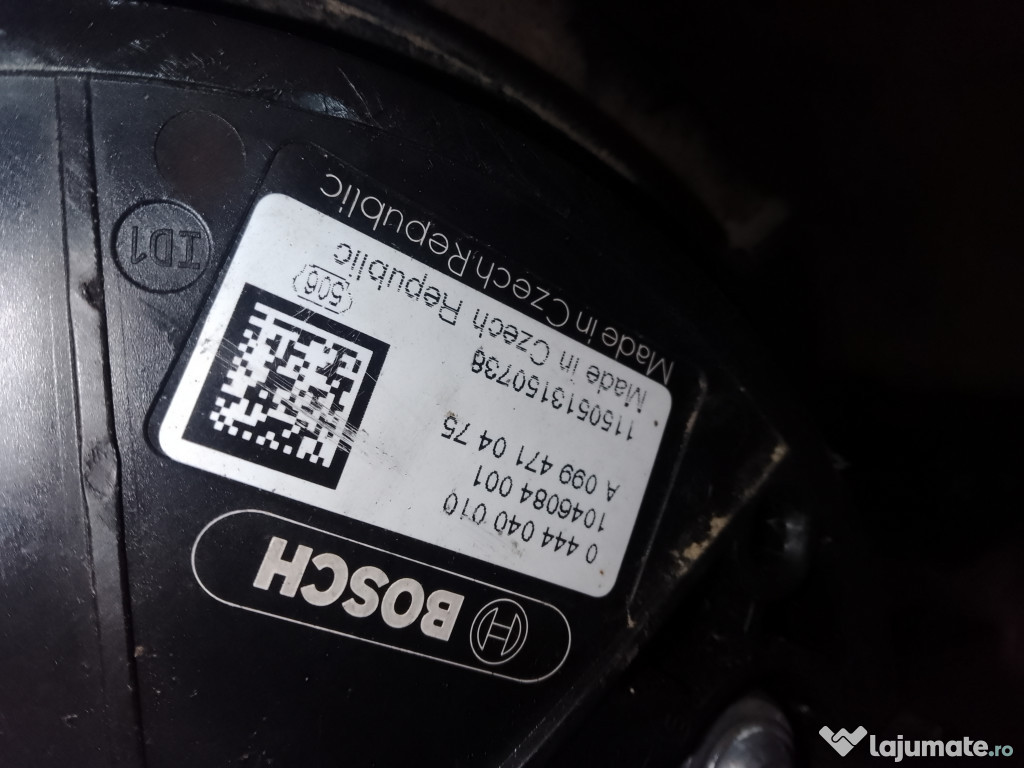 BOSCH
0 444 040 010
1046084 001
A 099 471 04 75
1150513150738
506
Made in Czech Republic
Made in Czech.Republic
ID1
lajumate.ro